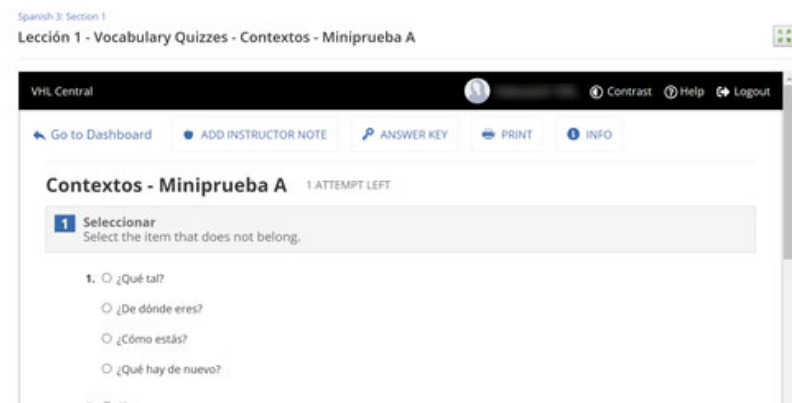 Spanish 3: Section 1
Lección 1 - Vocabulary Quizzes - Contextos - Miniprueba A
VHL Central Contrast Help Logout
Go to Dashboard ADD INSTRUCTOR NOTE ANSWER KEY PRINT INFO
Contextos - Miniprueba A 1 ATTEMPT LEFT
1 Seleccionar
Select the item that does not belong.
1. ¿Qué tal?
¿De dónde eres?
¿Cómo estás?
¿Qué hay de nuevo?